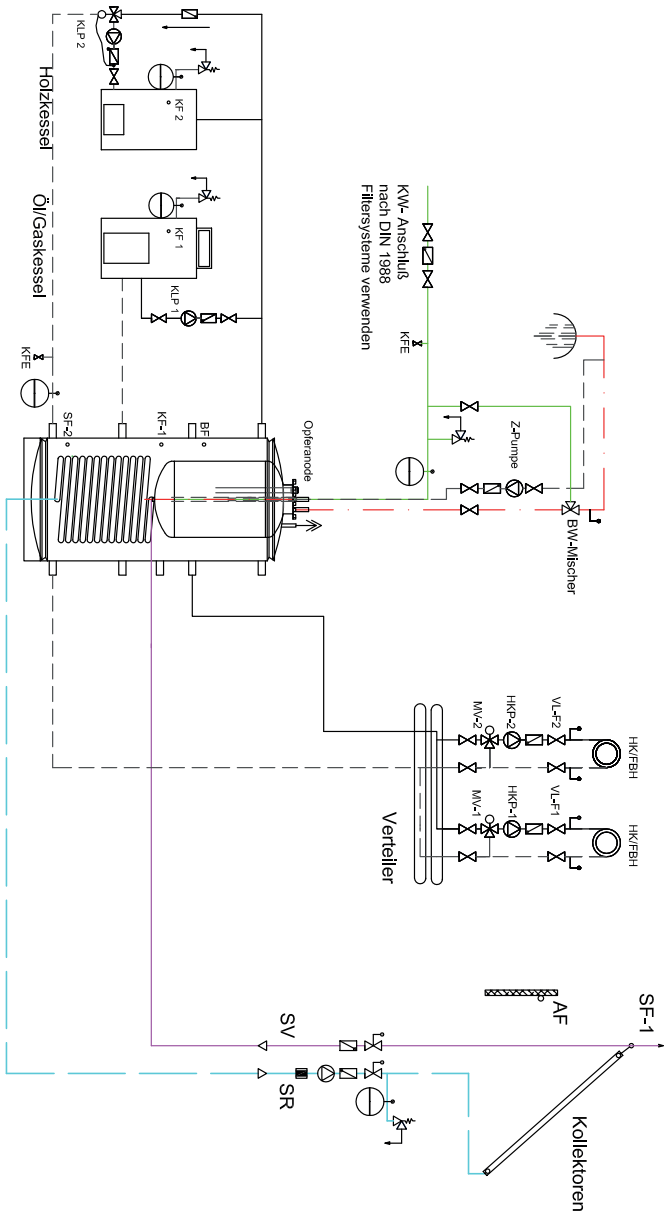 KLP 2
KF 2
Holzkessel
KF 1
Öl/Gaskessel
KLP 1
KFE
KW- Anschluß
nach DIN 1988
Filtersysteme verwenden
KFE
Z-Pumpe
BW-Mischer
Opferanode
BF
KF-1
SF-2
HK/FBH
VL-F2
HKP-2
MV-2
HK/FBH
VL-F1
HKP-1
MV-1
Verteiler
AF
SF-1
SV
SR
Kollektoren